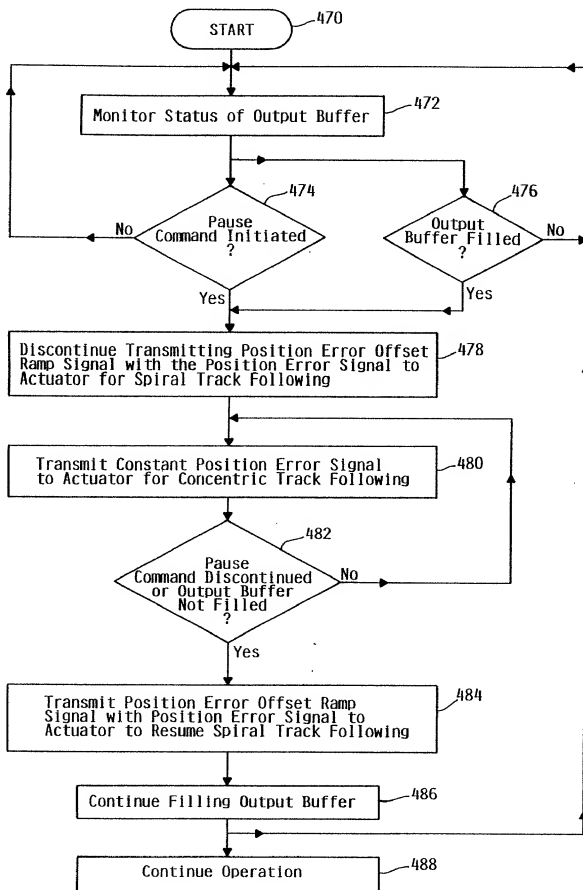 START
470
Monitor Status of Output Buffer
472
474
476
Pause
Command Initiated
?
No
Yes
Output
Buffer Filled
?
No
Yes
Discontinue Transmitting Position Error Offset
Ramp Signal with the Position Error Signal to
Actuator for Spiral Track Following
478
Transmit Constant Position Error Signal
to Actuator for Concentric Track Following
480
482
Pause
Command Discontinued
or Output Buffer
Not Filled
?
No
Yes
Transmit Position Error Offset Ramp
Signal with Position Error Signal to
Actuator to Resume Spiral Track Following
484
Continue Filling Output Buffer
486
Continue Operation
488